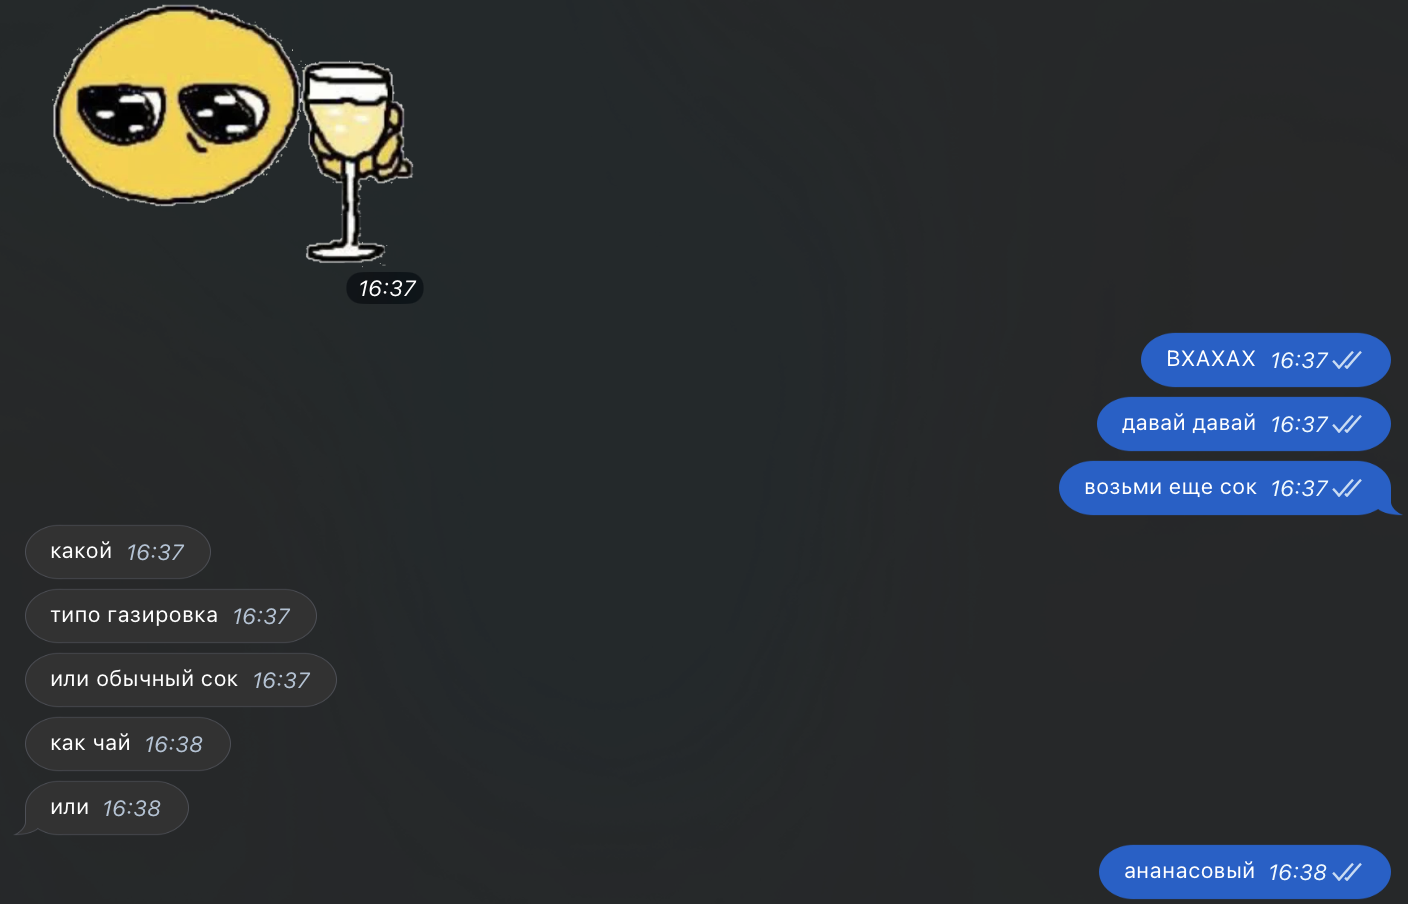 16:37
ВХАХАХ 16:37
давай давай 16:37
возьми еще сок 16:37
какой 16:37
типо газировка 16:37
или обычный сок 16:37
как чай 16:38
или 16:38
ананасовый 16:38